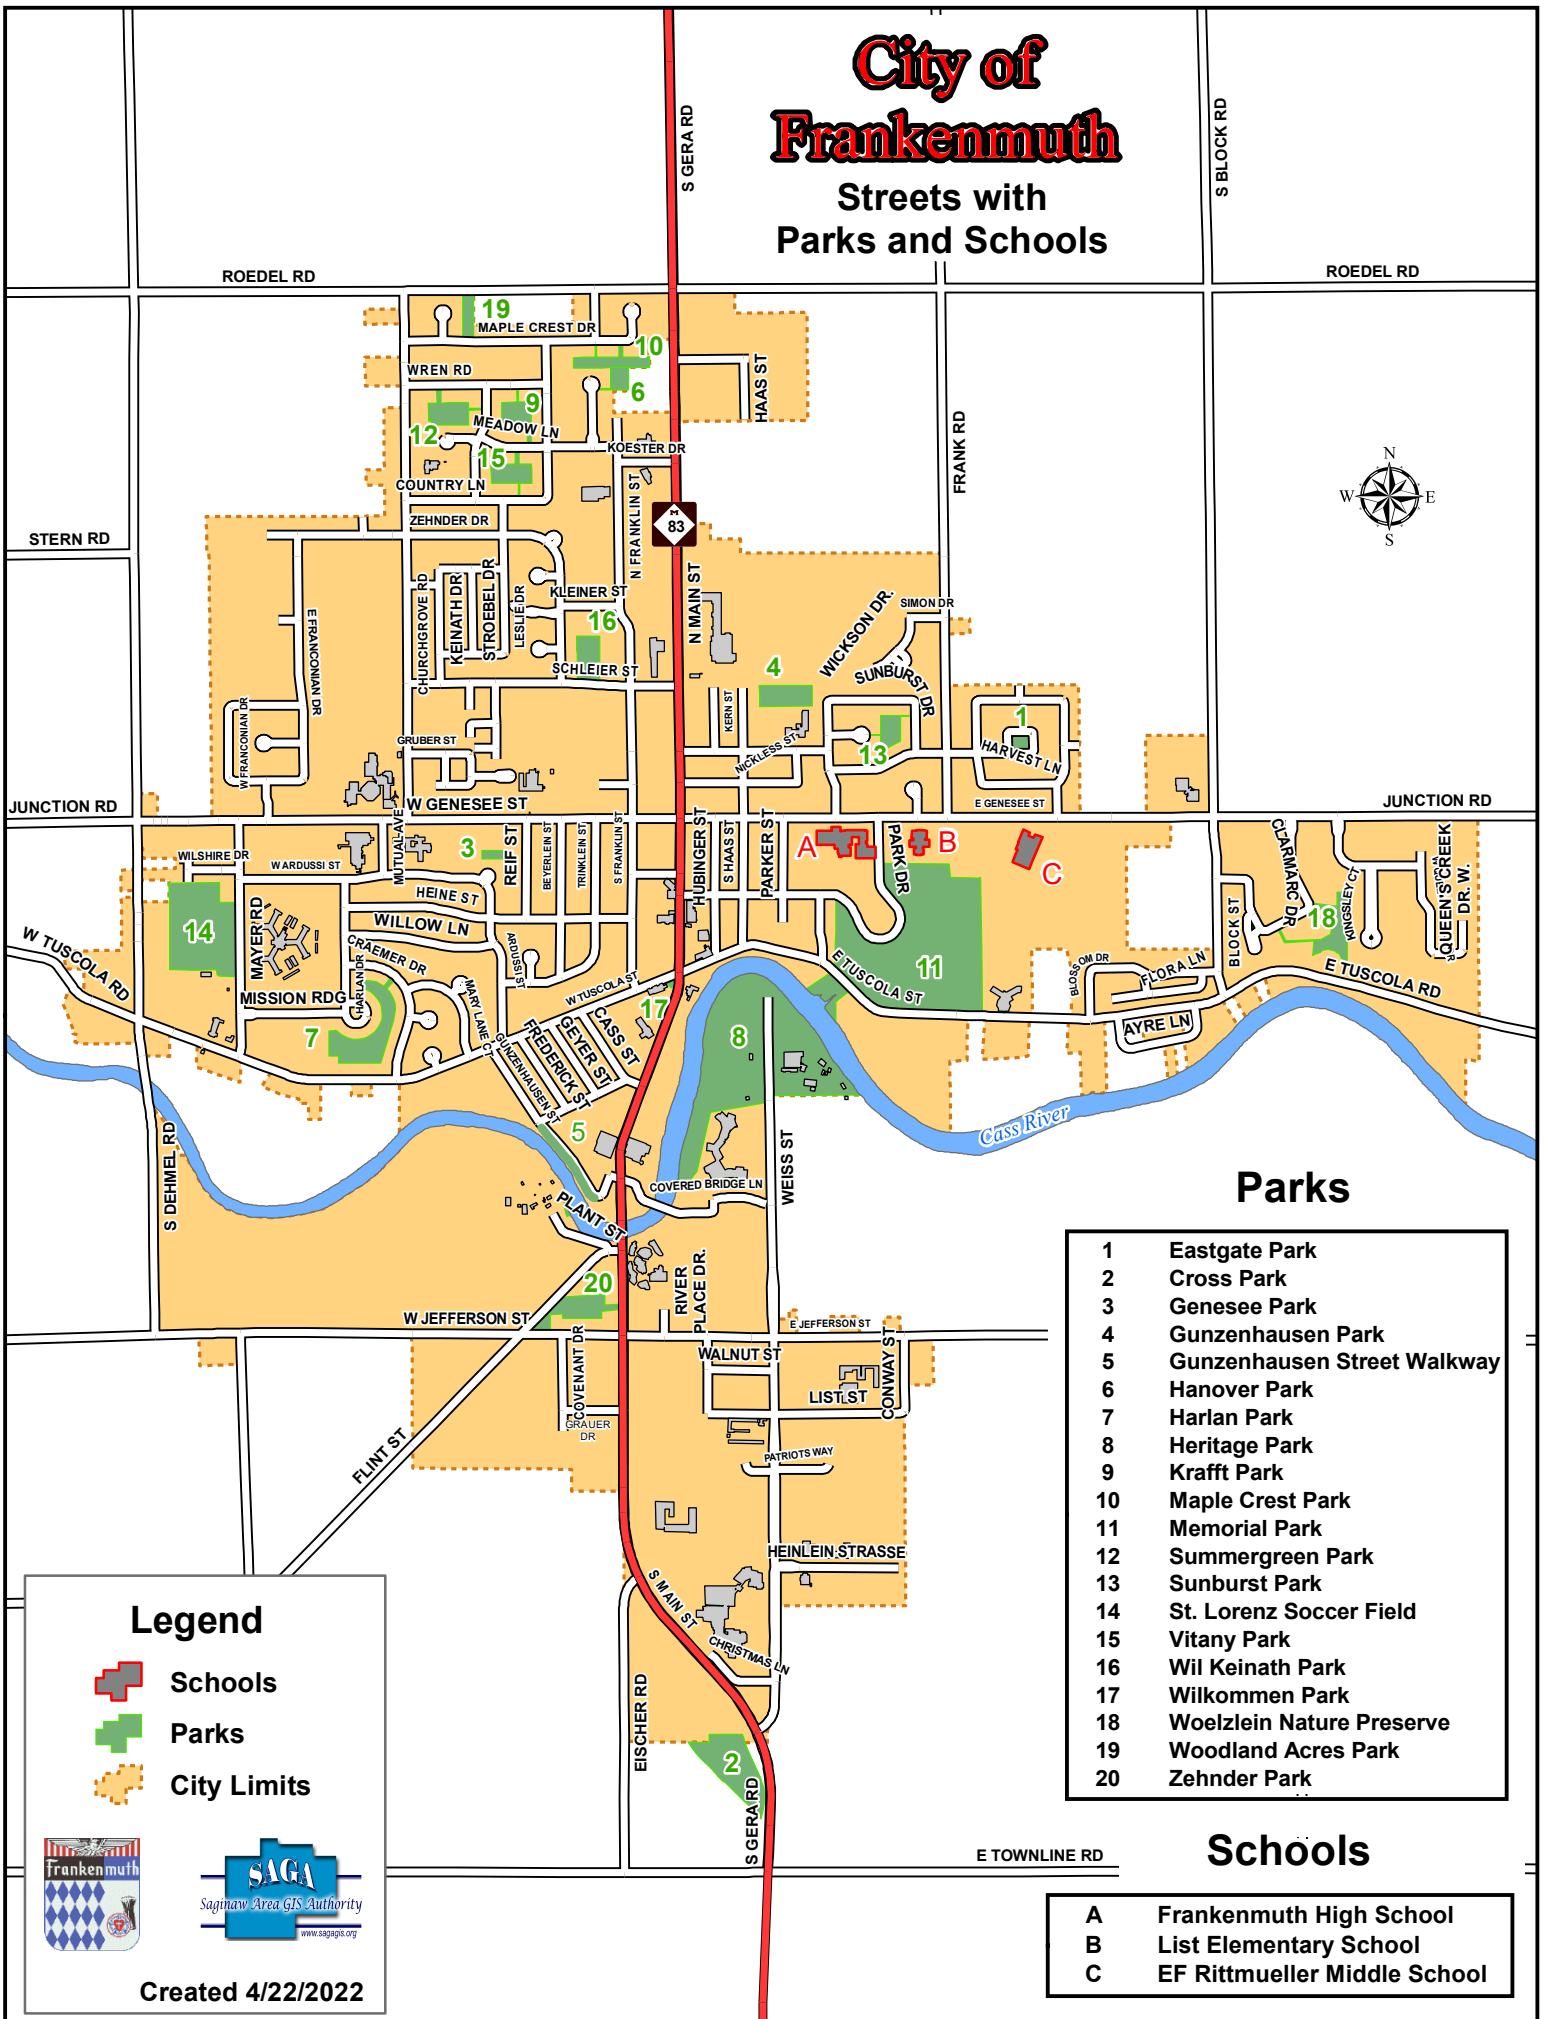 City of
Frankenmuth
Streets with
Parks and Schools
S GERA RD
S BLOCK RD
ROEDEL RD
ROEDEL RD
19
MAPLE CREST DR
10
WREN RD
6
HAAS ST
9
12
MEADOW LN
KOESTER DR
15
COUNTRY LN
FRANK RD
N
W E
S
ZEHNDER DR
N FRANKLIN ST
M
83
STERN RD
E FRANCONIAN DR
CHURCHGROVE RD
KEINATH DR
STROEBEL DR
LESLIE DR
KLEINER ST
16
SCHLEIER ST
N MAIN ST
4
WICKSON DR.
SIMON DR
SUNBURST DR
W FRANCONIAN DR
GRUBER ST
KERN ST
NICKLESS ST
13
1
HARVEST LN
JUNCTION RD
W GENESEE ST
E GENESEE ST
JUNCTION RD
MUTUAL AVE
3
REIF ST
BEYERLEIN ST
TRINKLEIN ST
S FRANKLIN ST
HUBINGER ST
S HAAS ST
PARKER ST
A
PARK DR
B
C
CLARMARC DR
KINGSLEY CT
QUEEN'S CREEK
DR. W.
WILSHIRE DR
W ARDUSSI ST
HEINE ST
WILLOW LN
14
MAYER RD
CRAEMER DR
HARLAN DR
ARDUSSI ST
18
BLOCK ST
W TUSCOLA RD
MISSION RDG
MARY LANE CT
W TUSCOLA ST
E TUSCOLA ST
11
BLOSSOM DR
FLORA LN
E TUSCOLA RD
AYRE LN
7
GUNZENHAUSEN ST
FREDERICK ST
GEYER ST
CASS ST
17
8
5
Cass River
S DEHMEL RD
PLANT ST
COVERED BRIDGE LN
WEISS ST
20
RIVER
PLACE DR.
W JEFFERSON ST
E JEFFERSON ST
COVENANT DR
WALNUT ST
LIST ST
CONWAY ST
GRAUER
DR
FLINT ST
PATRIOTS WAY
HEINLEIN STRASSE
S MAIN ST
CHRISTMAS LN
EISCHER RD
2
S GERA RD
E TOWNLINE RD
Parks
1 Eastgate Park
2 Cross Park
3 Genesee Park
4 Gunzenhausen Park
5 Gunzenhausen Street Walkway
6 Hanover Park
7 Harlan Park
8 Heritage Park
9 Krafft Park
10 Maple Crest Park
11 Memorial Park
12 Summergreen Park
13 Sunburst Park
14 St. Lorenz Soccer Field
15 Vitany Park
16 Wil Keinath Park
17 Wilkommen Park
18 Woelzlein Nature Preserve
19 Woodland Acres Park
20 Zehnder Park
Schools
A Frankenmuth High School
B List Elementary School
C EF Rittmueller Middle School
Legend
Schools
Parks
City Limits
Frankenmuth
SAGA
Saginaw Area GIS Authority
www.sagagis.org
Created 4/22/2022